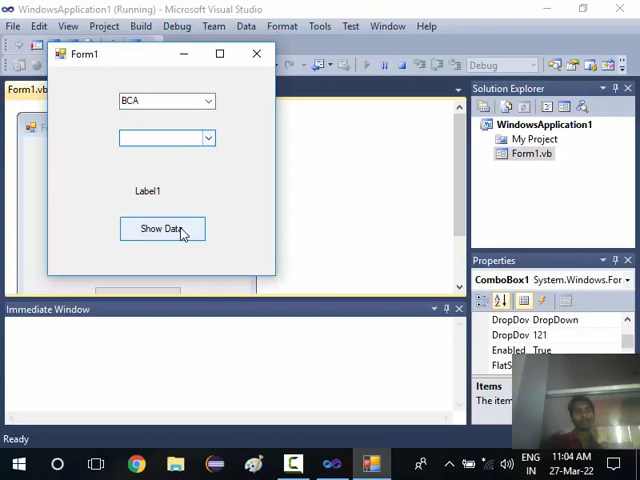 WindowsApplication1 (Running) - Microsoft Visual Studio
File Edit View Project Build Debug Team Data Format Tools Test Window Help
Debug
Form1
Form1.vb
BCA
Label1
Show Data
Solution Explorer
WindowsApplication1
My Project
Form1.vb
Properties
ComboBox1 System.Windows.For
DropDov DropDown
DropDov 121
Enabled True
FlatS
Items
The item
Immediate Window
Ready
11:04 AM
ENG
IN
27-Mar-22